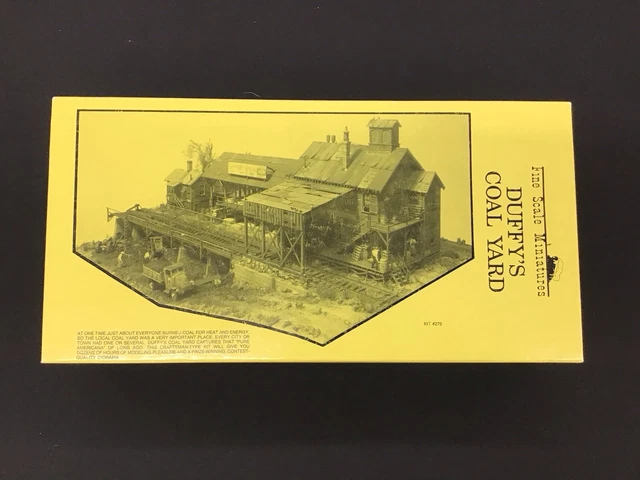 Fine Scale Miniatures
DUFFY'S
COAL YARD
KIT #275
AT ONE TIME JUST ABOUT EVERYONE BURNED COAL FOR HEAT AND ENERGY,
SO THE LOCAL COAL YARD WAS A VERY IMPORTANT PLACE. EVERY CITY OR
TOWN HAD ONE OR SEVERAL. DUFFY'S COAL YARD CAPTURES THAT "PURE
AMERICANA" OF LONG AGO. THIS CRAFTSMAN-TYPE KIT WILL GIVE YOU
DOZENS OF HOURS OF MODELING PLEASURE AND A PRIZE-WINNING, CONTEST-
QUALITY DIORAMA.